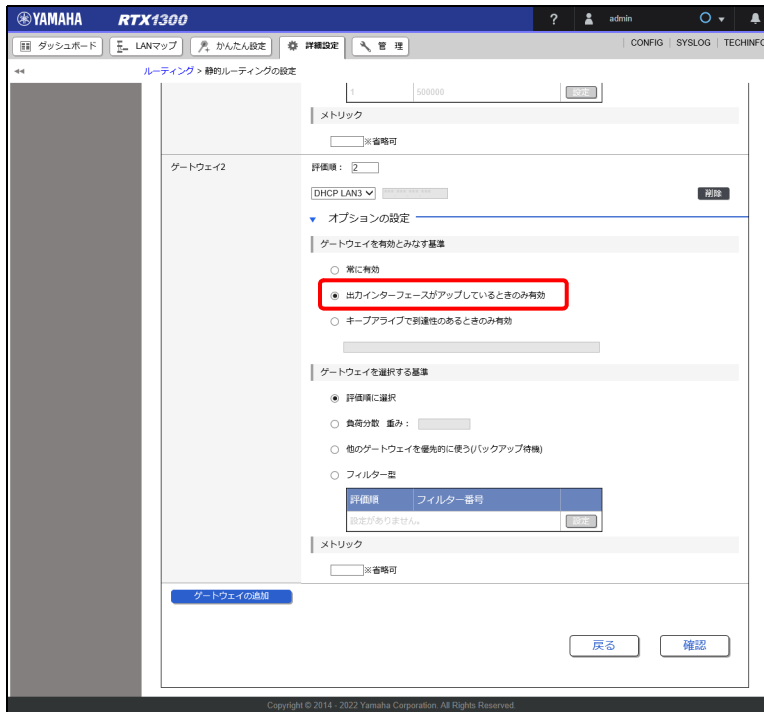 YAMAHA RTX1300 ? admin
ダッシュボード LANマップ かんたん設定 詳細設定 管 理 CONFIG SYSLOG TECHINFO
ルーティング > 静的ルーティングの設定
1 500000 設定
メトリック
※省略可
ゲートウェイ2 評価順： 2
DHCP LAN3 削除
オプションの設定
ゲートウェイを有効とみなす基準
常に有効
出力インターフェースがアップしているときのみ有効
キープアライブで到達性のあるときのみ有効
ゲートウェイを選択する基準
評価順に選択
負荷分散 重み：
他のゲートウェイを優先的に使う(バックアップ待機)
フィルター型
評価順 フィルター番号
設定がありません。 設定
メトリック
※省略可
ゲートウェイの追加
戻る 確認
Copyright © 2014 - 2022 Yamaha Corporation. All Rights Reserved.